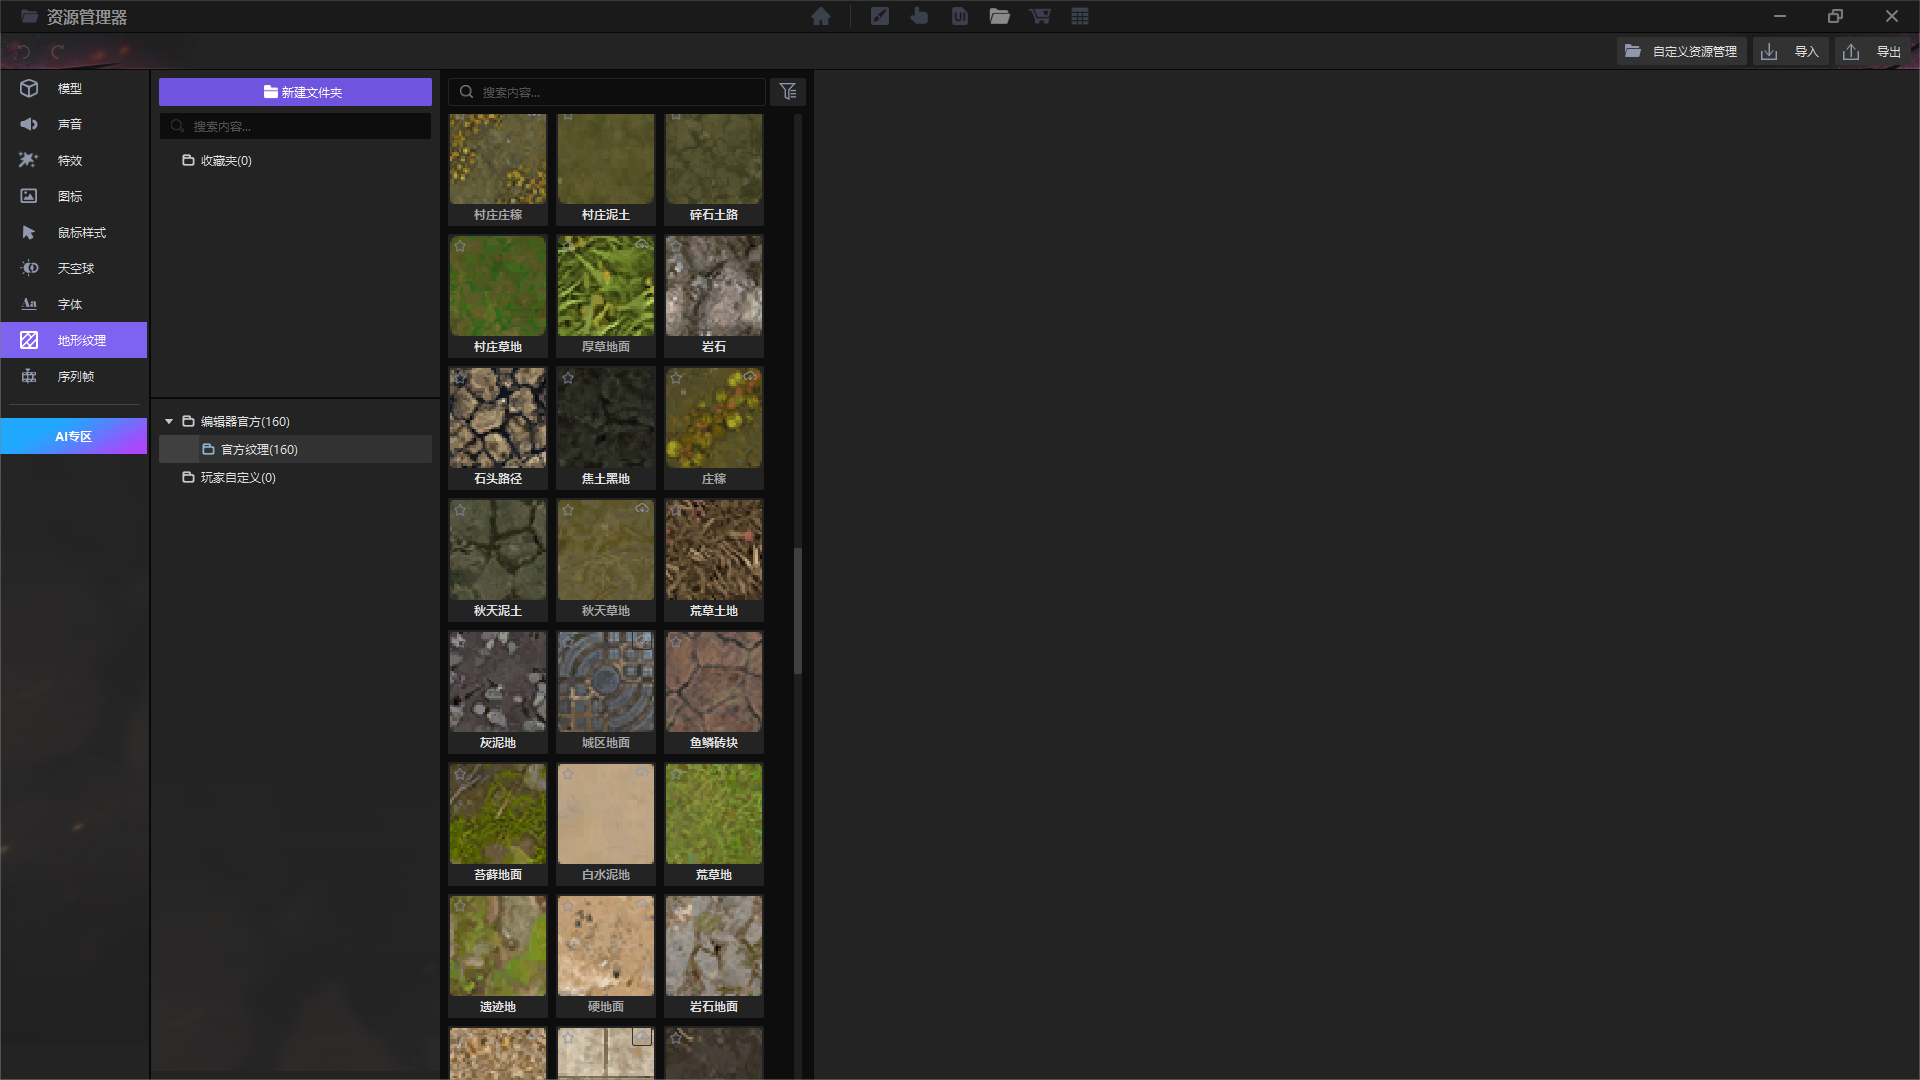 资源管理器
自定义资源管理
导入
导出
模型
声音
特效
图标
鼠标样式
天空球
字体
地形纹理
序列帧
AI专区
新建文件夹
搜索内容...
收藏夹(0)
编辑器官方(160)
官方纹理(160)
玩家自定义(0)
搜索内容...
村庄庄稼
村庄泥土
碎石土路
村庄草地
厚草地面
岩石
石头路径
焦土黑地
庄稼
秋天泥土
秋天草地
荒草土地
灰泥地
城区地面
鱼鳞砖块
苔藓地面
白水泥地
荒草地
遗迹地
硬地面
岩石地面